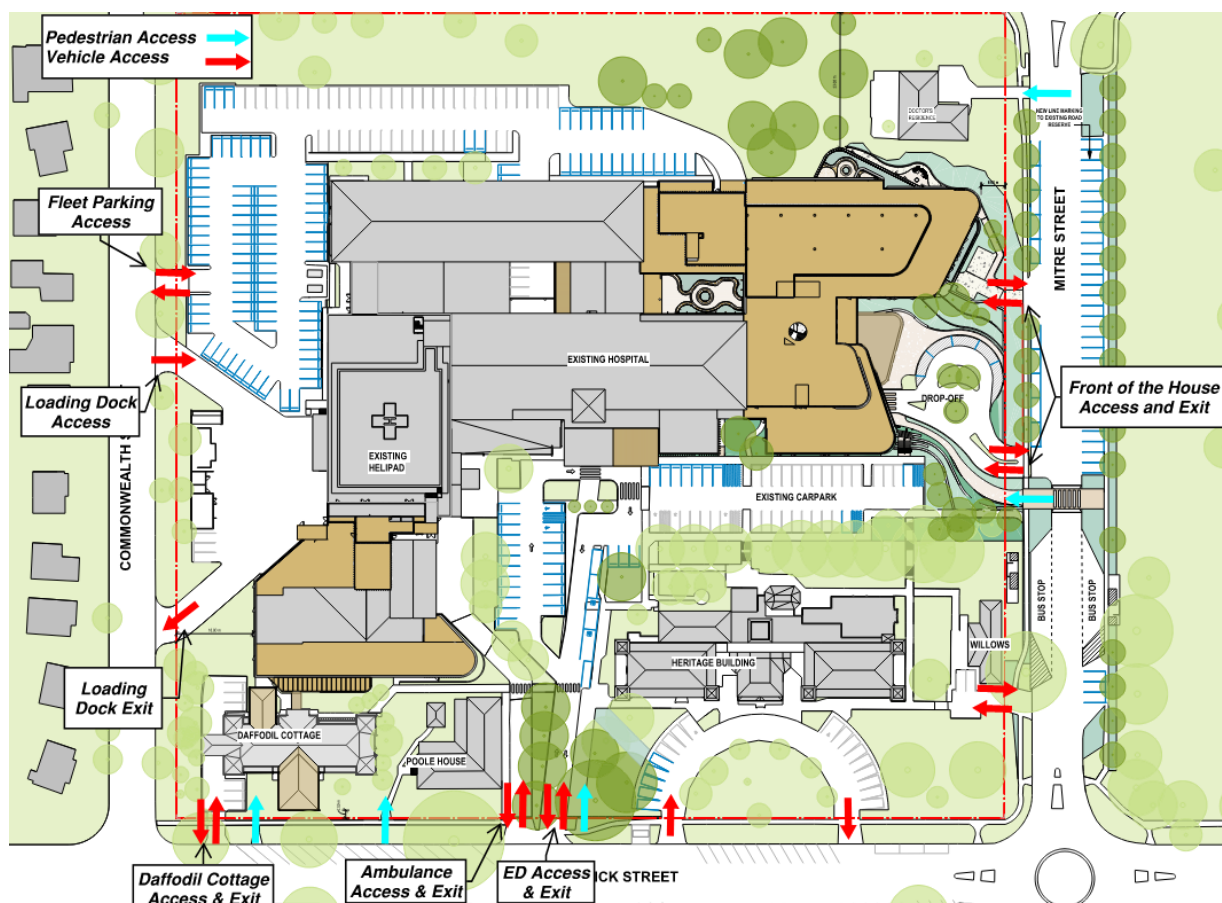 Pedestrian Access
Vehicle Access
DOCTOR'S
RESIDENCE
NEW LINE MARKING
TO EXISTING ROAD
RESERVE
MITRE STREET
Fleet Parking
Access
EXISTING HOSPITAL
Loading Dock
Access
Front of the House
Access and Exit
DROP-OFF
EXISTING
HELIPAD
EXISTING CARPARK
COMMONWEALTH S
BUS STOP
BUS STOP
WILLOWS
HERITAGE BUILDING
Loading
Dock Exit
DAFFODIL COTTAGE
POOLE HOUSE
Daffodil Cottage
Access & Exit
Ambulance
Access & Exit
ED Access
& Exit
ICK STREET